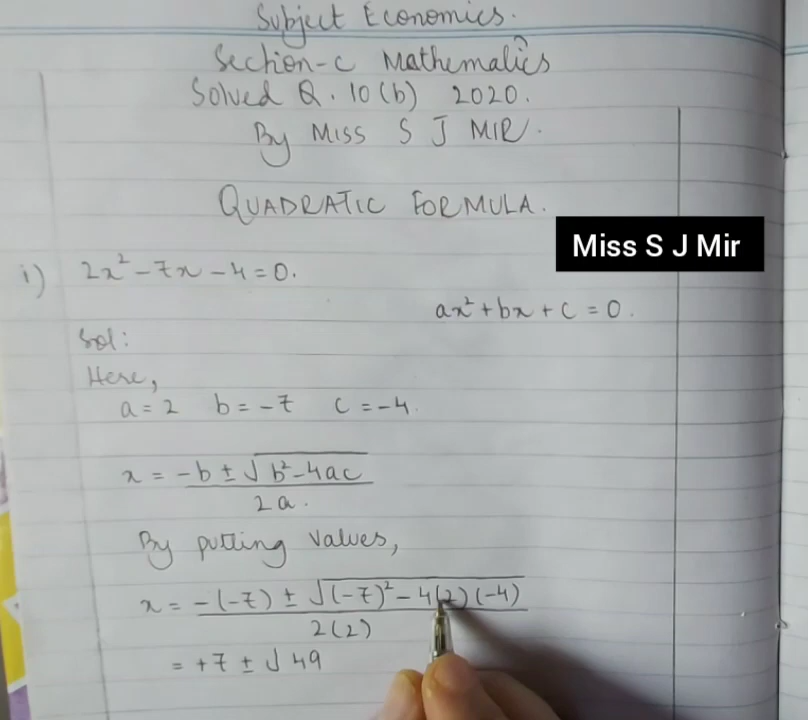 Subject Economics.
Section-C Mathematics
Solved Q. 10(b) 2020.
By Miss S J MIR.
QUADRATIC FORMULA.
Miss S J Mir
i) 2x² - 7x - 4 = 0.
ax² + bx + c = 0.
Sol:
Here,
a = 2 b = -7 c = -4.
x = -b ± √b² - 4ac
2a.
By putting values,
x = -(-7) ± √(-7)² - 4(2)(-4)
2(2)
= +7 ± √49